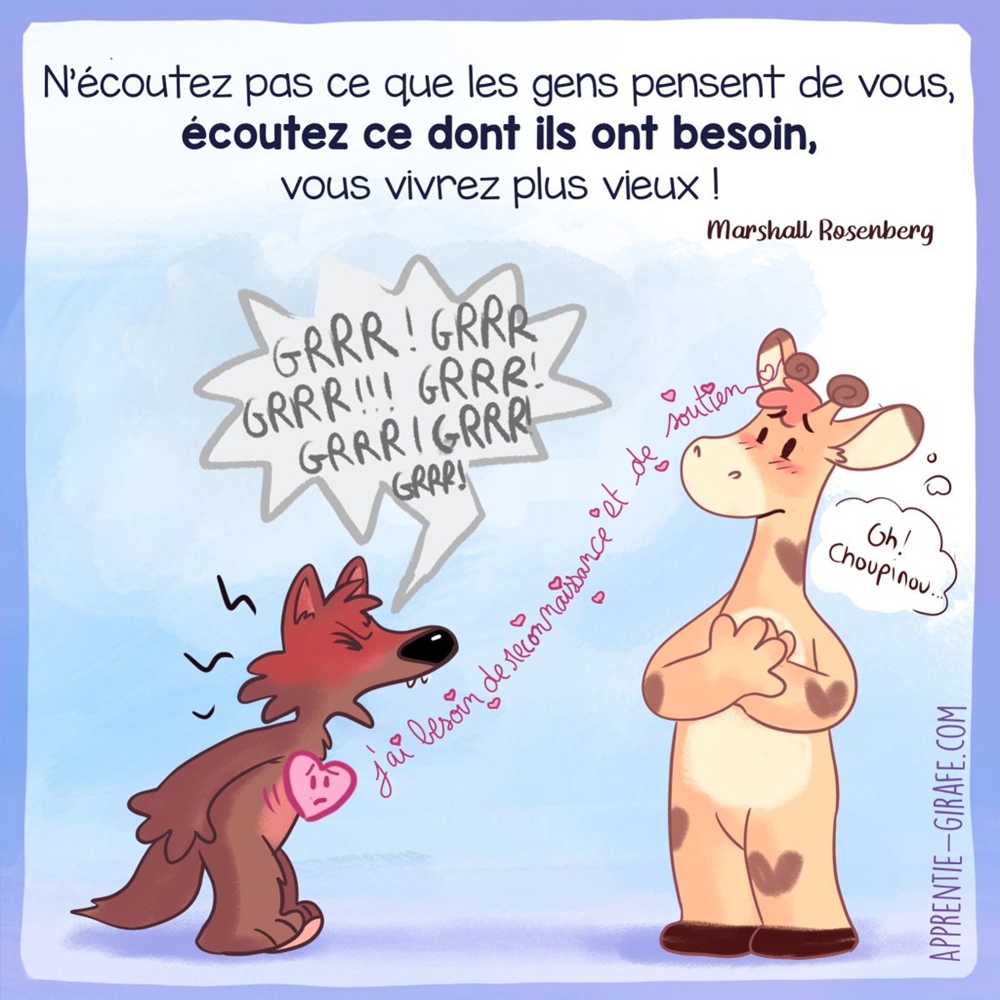 N'écoutez pas ce que les gens pensent de vous,
écoutez ce dont ils ont besoin,
vous vivrez plus vieux !
Marshall Rosenberg
GRRR ! GRRR
GRRR!!! GRRR!
GRRR ! GRRR!
GRRR!
j'ai besoin de reconnaissance et de soutien
Oh!
Choupinou...
APPRENTIE-GIRAFE.COM